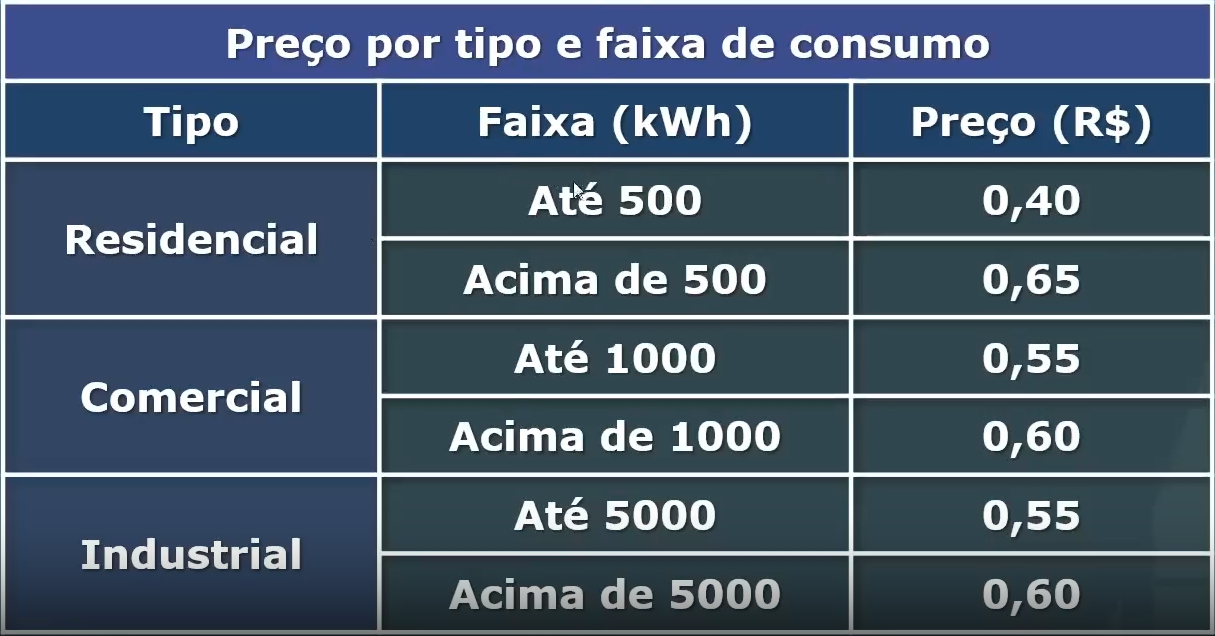 Preço por tipo e faixa de consumo
Tipo Faixa (kWh) Preço (R$)
Residencial
Até 500 0,40
Acima de 500 0,65
Comercial
Até 1000 0,55
Acima de 1000 0,60
Industrial
Até 5000 0,55
Acima de 5000 0,60